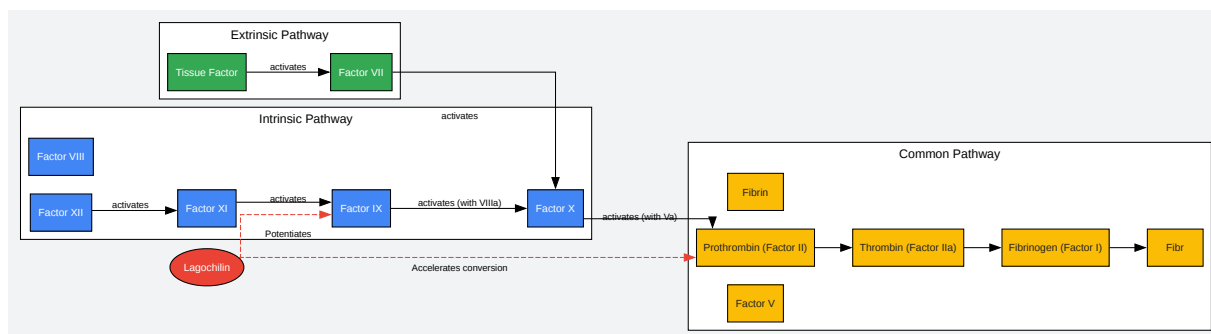 Extrinsic Pathway
Tissue Factor
activates
Factor VII
activates
Intrinsic Pathway
Factor VIII
Factor XII
activates
Factor XI
activates
Factor IX
activates (with VIIIa)
Factor X
Potentiates
Lagochilin
Accelerates conversion
activates (with Va)
Common Pathway
Fibrin
Prothrombin (Factor II)
Thrombin (Factor IIa)
Fibrinogen (Factor I)
Fibr
Factor V